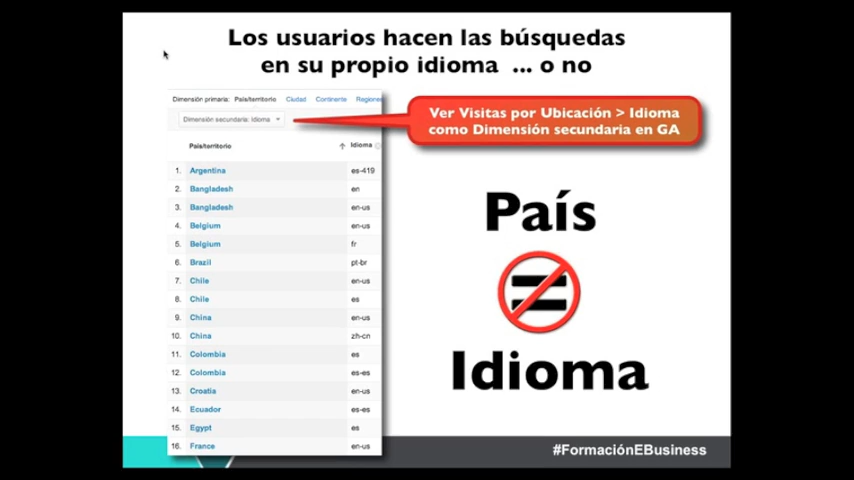 Los usuarios hacen las búsquedas
en su propio idioma ... o no
Dimensión primaria: País/territorio Ciudad Continente Regiones
Dimensión secundaria: Idioma
Ver Visitas por Ubicación > Idioma
como Dimensión secundaria en GA
País/territorio Idioma
1. Argentina es-419
2. Bangladesh en
3. Bangladesh en-us
4. Belgium en-us
5. Belgium fr
6. Brazil pt-br
7. Chile en-us
8. Chile es
9. China en-us
10. China zh-cn
11. Colombia es
12. Colombia es-es
13. Croatia en-us
14. Ecuador es-es
15. Egypt es
16. France en-us
País
=
Idioma
#FormaciónEBusiness